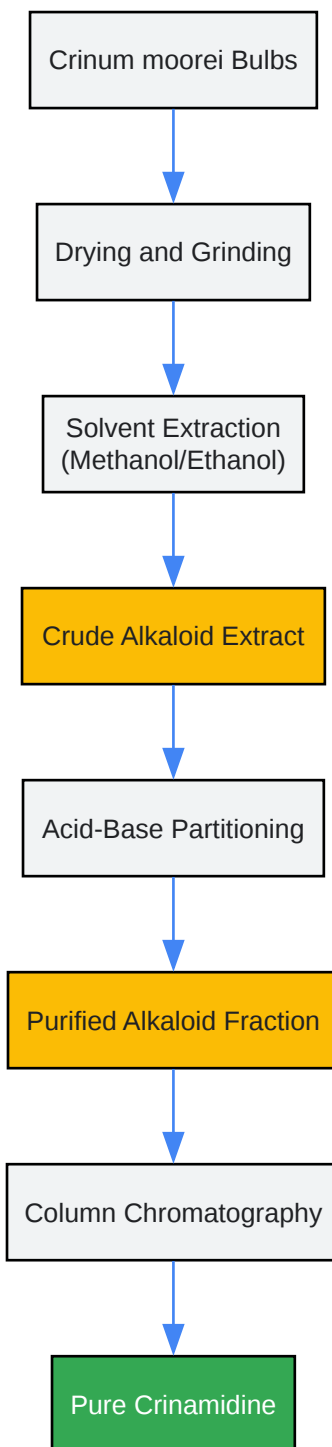 Crinum moorei Bulbs
Drying and Grinding
Solvent Extraction
(Methanol/Ethanol)
Crude Alkaloid Extract
Acid-Base Partitioning
Purified Alkaloid Fraction
Column Chromatography
Pure Crinamidine